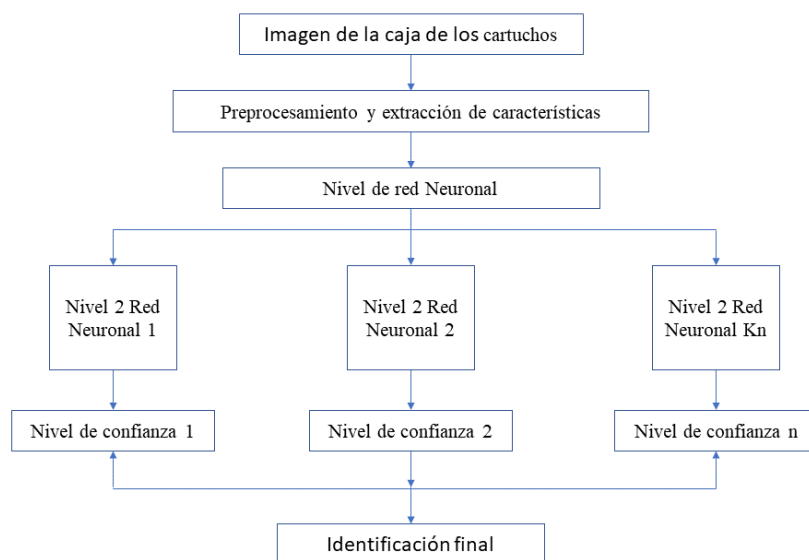 Imagen de la caja de los cartuchos
Preprocesamiento y extracción de características
Nivel de red Neuronal
Nivel 2 Red
Neuronal 1
Nivel 2 Red
Neuronal 2
Nivel 2 Red
Neuronal Kn
Nivel de confianza 1
Nivel de confianza 2
Nivel de confianza n
Identificación final